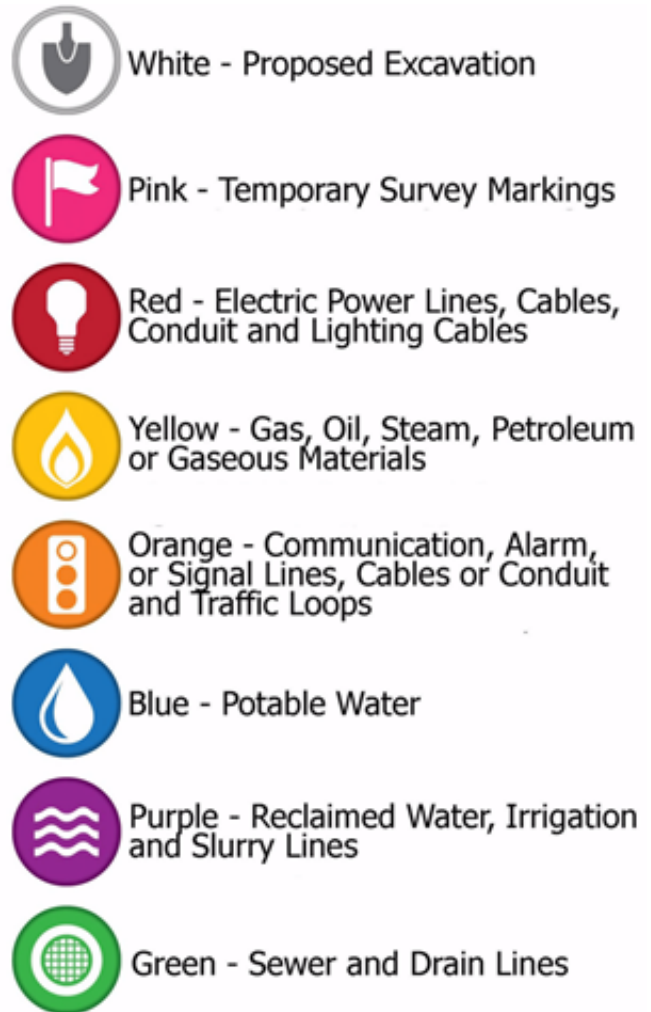 White - Proposed Excavation
Pink - Temporary Survey Markings
Red - Electric Power Lines, Cables,
Conduit and Lighting Cables
Yellow - Gas, Oil, Steam, Petroleum
or Gaseous Materials
Orange - Communication, Alarm,
or Signal Lines, Cables or Conduit
and Traffic Loops
Blue - Potable Water
Purple - Reclaimed Water, Irrigation
and Slurry Lines
Green - Sewer and Drain Lines